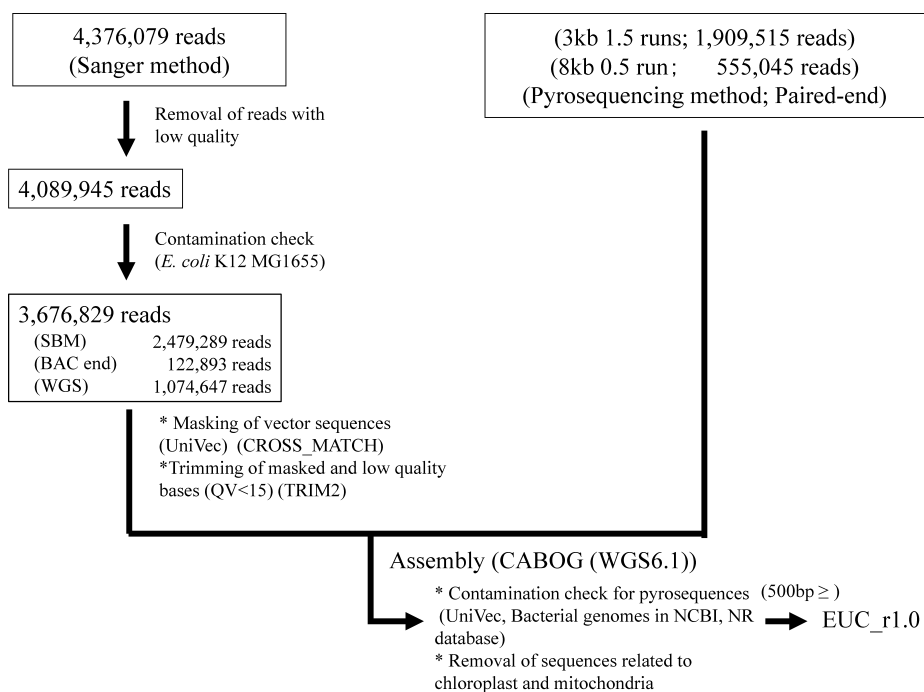 4,376,079 reads
(Sanger method)
(3kb 1.5 runs; 1,909,515 reads)
(8kb 0.5 run; 555,045 reads)
(Pyrosequencing method; Paired-end)
Removal of reads with
low quality
4,089,945 reads
Contamination check
(E. coli K12 MG1655)
3,676,829 reads
(SBM) 2,479,289 reads
(BAC end) 122,893 reads
(WGS) 1,074,647 reads
* Masking of vector sequences
(UniVec) (CROSS_MATCH)
*Trimming of masked and low quality
bases (QV<15) (TRIM2)
Assembly (CABOG (WGS6.1))
* Contamination check for pyrosequences
(UniVec, Bacterial genomes in NCBI, NR
database)
* Removal of sequences related to
chloroplast and mitochondria
(500bp ≥ )
EUC_r1.0